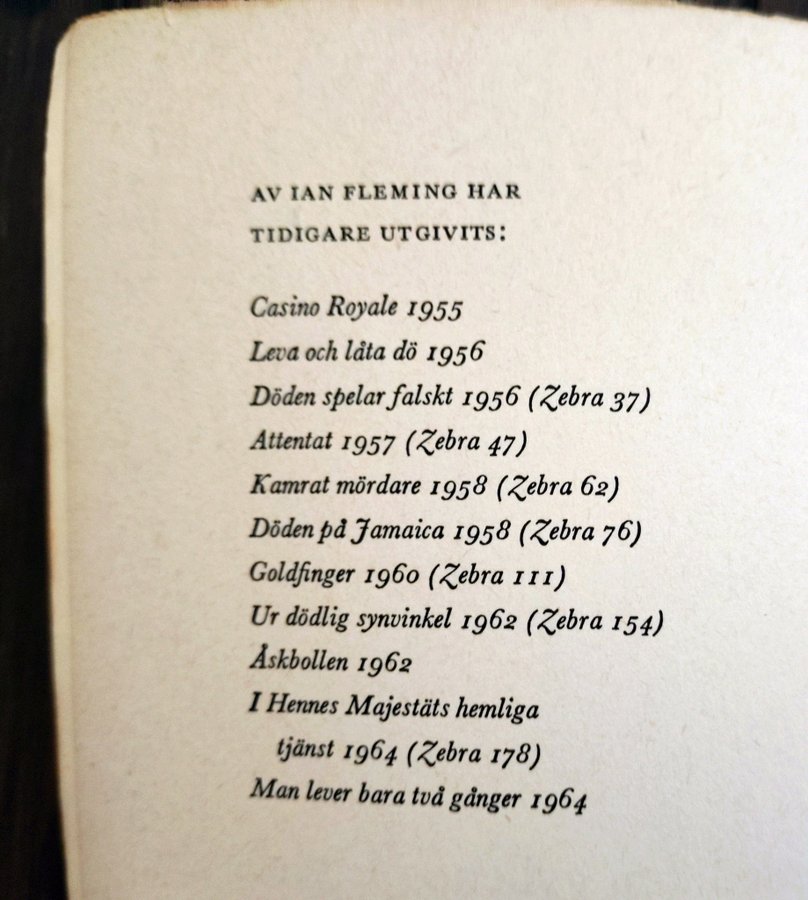 AV IAN FLEMING HAR
TIDIGARE UTGIVITS:
Casino Royale 1955
Leva och låta dö 1956
Döden spelar falskt 1956 (Zebra 37)
Attentat 1957 (Zebra 47)
Kamrat mördare 1958 (Zebra 62)
Döden på Jamaica 1958 (Zebra 76)
Goldfinger 1960 (Zebra 111)
Ur dödlig synvinkel 1962 (Zebra 154)
Åskbollen 1962
I Hennes Majestäts hemliga
tjänst 1964 (Zebra 178)
Man lever bara två gånger 1964